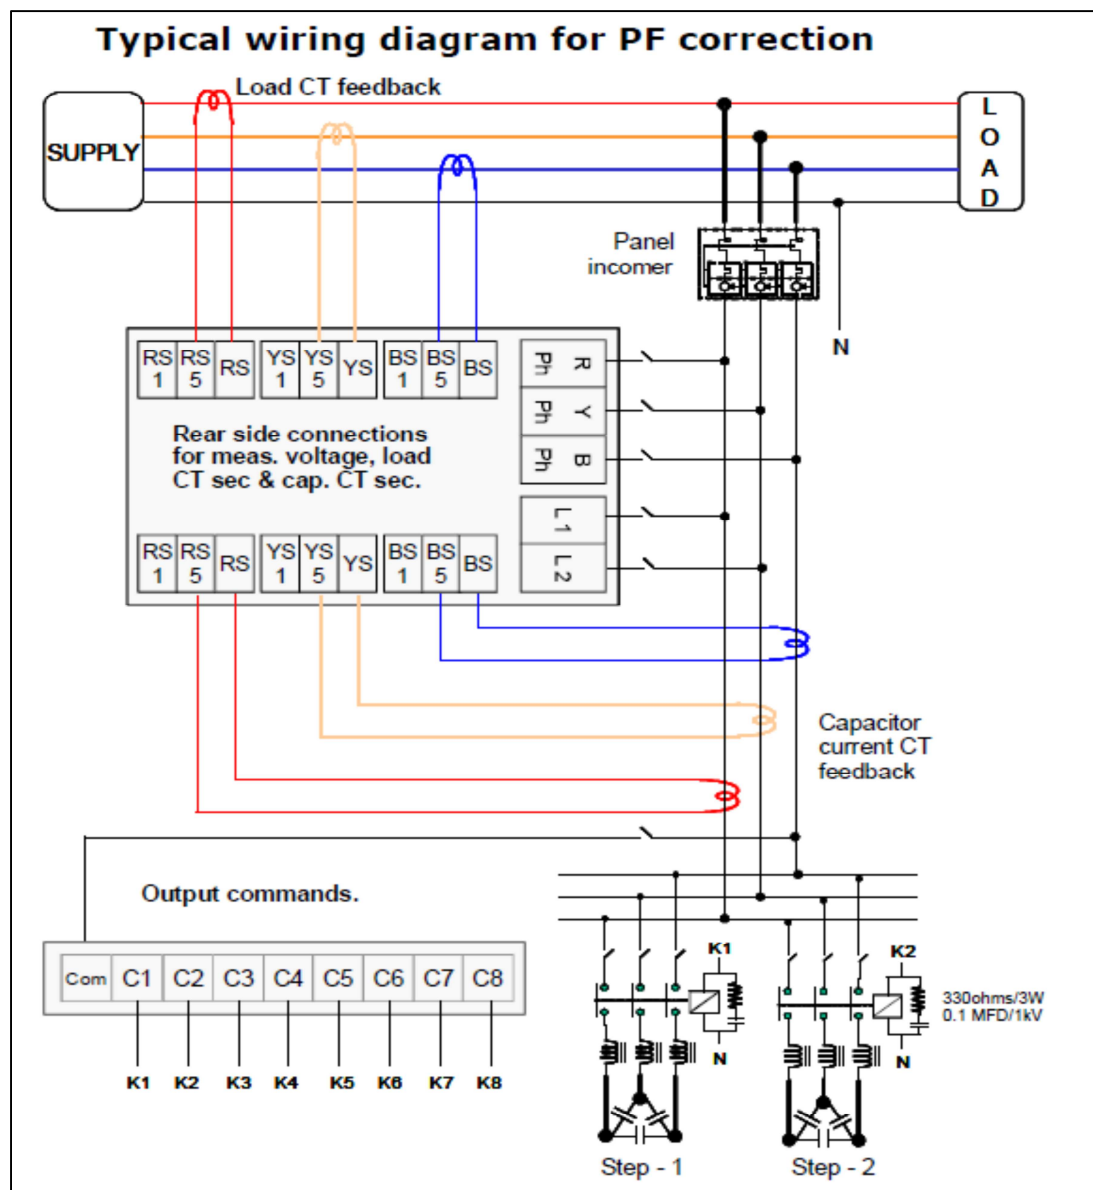 Typical wiring diagram for PF correction
Load CT feedback
SUPPLY
L
O
A
D
Panel
incomer
N
RS 1
RS 5
RS
YS 1
YS 5
YS
BS 1
BS 5
BS
R Ph
Y Ph
B Ph
L 1
L 2
Rear side connections
for meas. voltage, load
CT sec & cap. CT sec.
RS 1
RS 5
RS
YS 1
YS 5
YS
BS 1
BS 5
BS
Capacitor
current CT
feedback
Output commands.
Com C1 C2 C3 C4 C5 C6 C7 C8
K1 K2 K3 K4 K5 K6 K7 K8
K1
N
K2
N
330ohms/3W
0.1 MFD/1kV
Step - 1
Step - 2